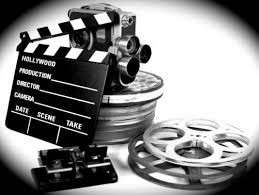 HOLLYWOOD
PRODUCTION
DIRECTOR
CAMERA
DATE SCENE TAKE